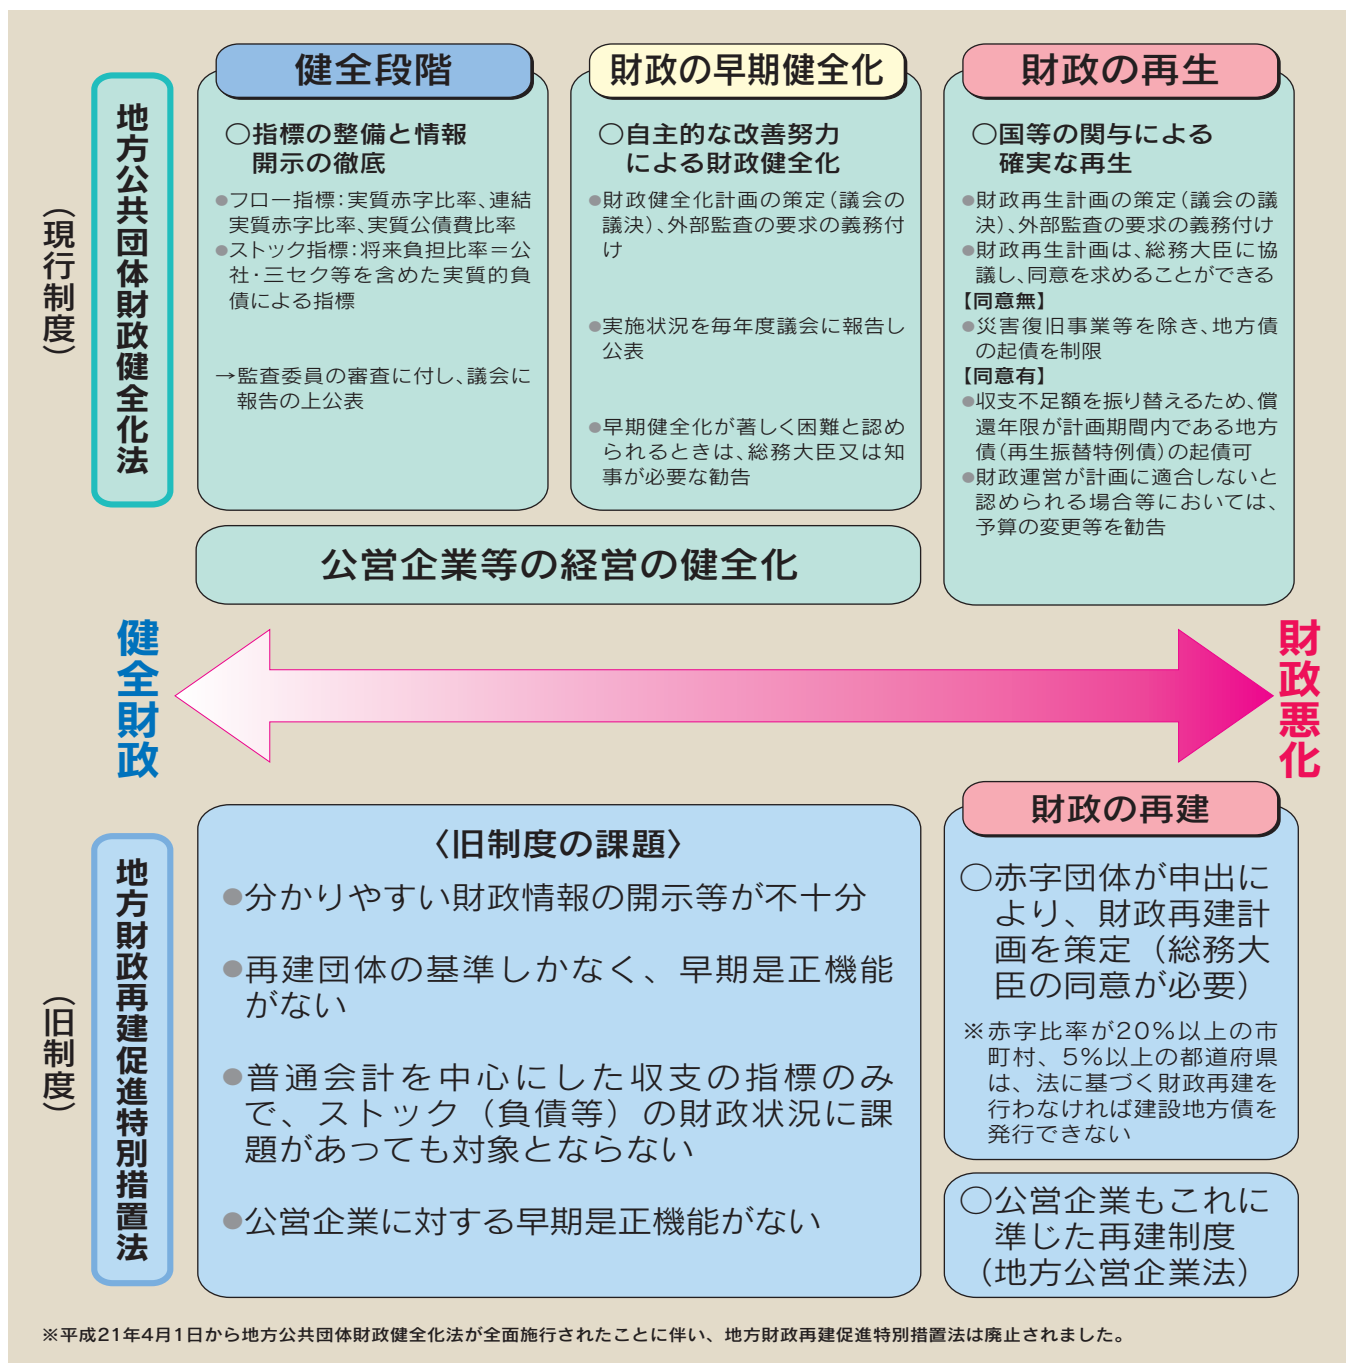 地方公共団体財政健全化法
（現行制度）
健全段階
○指標の整備と情報
開示の徹底
●フロー指標：実質赤字比率、連結
実質赤字比率、実質公債費比率
●ストック指標：将来負担比率＝公
社・三セク等を含めた実質的負
債による指標
→監査委員の審査に付し、議会に
報告の上公表
財政の早期健全化
○自主的な改善努力
による財政健全化
●財政健全化計画の策定（議会の
議決）、外部監査の要求の義務付
け
●実施状況を毎年度議会に報告し
公表
●早期健全化が著しく困難と認め
られるときは、総務大臣又は知
事が必要な勧告
財政の再生
○国等の関与による
確実な再生
●財政再生計画の策定（議会の議
決）、外部監査の要求の義務付け
●財政再生計画は、総務大臣に協
議し、同意を求めることができる
【同意無】
●災害復旧事業等を除き、地方債
の起債を制限
【同意有】
●収支不足額を振り替えるため、償
還年限が計画期間内である地方
債（再生振替特例債）の起債可
●財政運営が計画に適合しないと
認められる場合等においては、
予算の変更等を勧告
公営企業等の経営の健全化
健全財政
財政悪化
地方財政再建促進特別措置法
（旧制度）
〈旧制度の課題〉
●分かりやすい財政情報の開示等が不十分
●再建団体の基準しかなく、早期是正機能
がない
●普通会計を中心にした収支の指標のみ
で、ストック（負債等）の財政状況に課
題があっても対象とならない
●公営企業に対する早期是正機能がない
財政の再建
○赤字団体が申出に
より、財政再建計
画を策定（総務大
臣の同意が必要）
※赤字比率が20％以上の市
町村、5％以上の都道府県
は、法に基づく財政再建を
行わなければ建設地方債を
発行できない
○公営企業もこれに
準じた再建制度
（地方公営企業法）
※平成21年4月1日から地方公共団体財政健全化法が全面施行されたことに伴い、地方財政再建促進特別措置法は廃止されました。